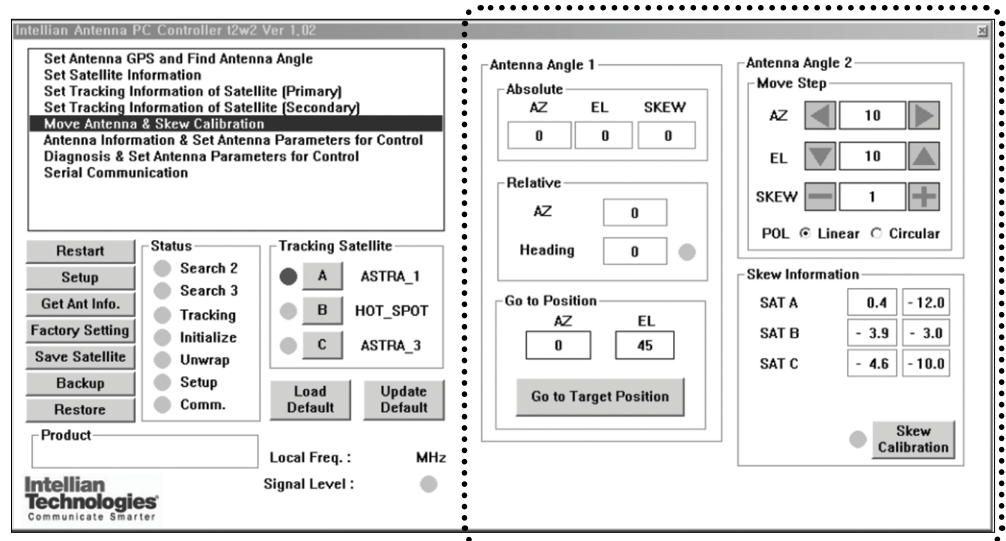 Intellian Antenna PC Controller t2w2 Ver 1.02
Set Antenna GPS and Find Antenna Angle
Set Satellite Information
Set Tracking Information of Satellite (Primary)
Set Tracking Information of Satellite (Secondary)
Move Antenna & Skew Calibration
Antenna Information & Set Antenna Parameters for Control
Diagnosis & Set Antenna Parameters for Control
Serial Communication
Restart
Setup
Get Ant Info.
Factory Setting
Save Satellite
Backup
Restore
Status
Search 2
Search 3
Tracking
Initialize
Unwrap
Setup
Comm.
Tracking Satellite
A ASTRA_1
B HOT_SPOT
C ASTRA_3
Load Default
Update Default
Product
Local Freq. : MHz
Signal Level :
Intellian
Technologies
Communicate Smarter
Antenna Angle 1
Absolute
AZ EL SKEW
0 0 0
Relative
AZ 0
Heading 0
Go to Position
AZ EL
0 45
Go to Target Position
Antenna Angle 2
Move Step
AZ 10
EL 10
SKEW 1
POL Linear Circular
Skew Information
SAT A 0.4 - 12.0
SAT B - 3.9 - 3.0
SAT C - 4.6 - 10.0
Skew Calibration